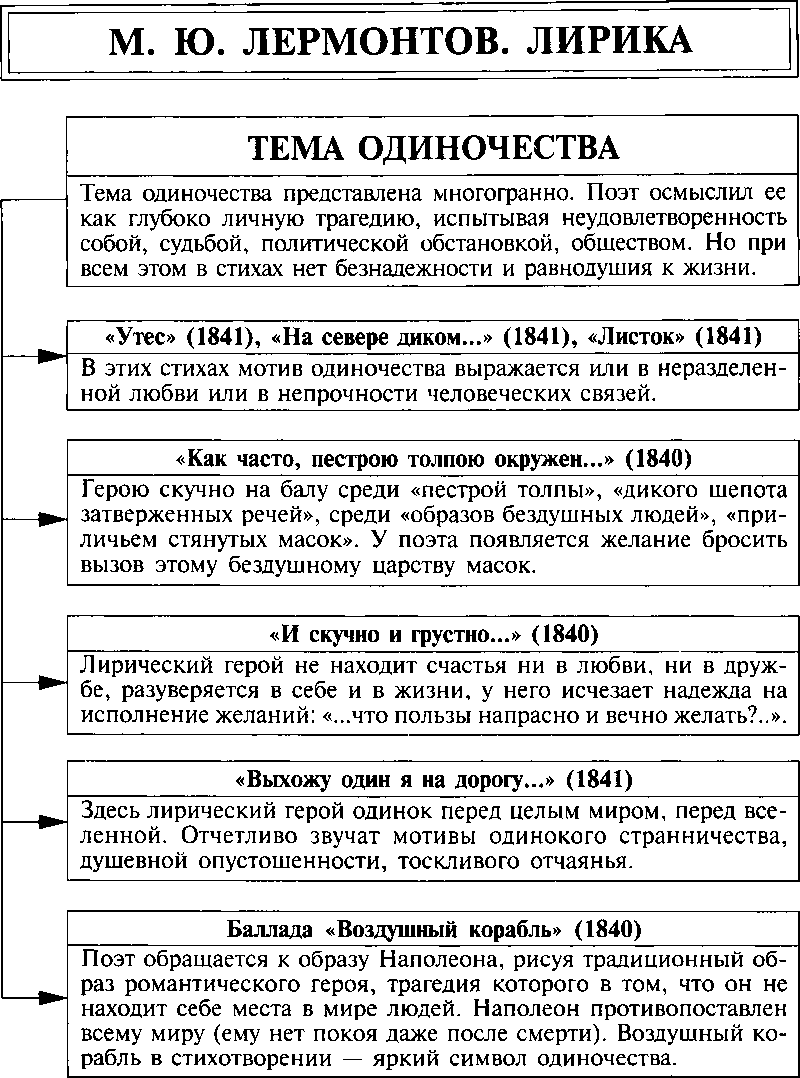 М. Ю. ЛЕРМОНТОВ. ЛИРИКА
ТЕМА ОДИНОЧЕСТВА
Тема одиночества представлена многогранно. Поэт осмыслил ее
как глубоко личную трагедию, испытывая неудовлетворенность
собой, судьбой, политической обстановкой, обществом. Но при
всем этом в стихах нет безнадежности и равнодушия к жизни.
«Утес» (1841), «На севере диком...» (1841), «Листок» (1841)
В этих стихах мотив одиночества выражается или в неразделен-
ной любви или в непрочности человеческих связей.
«Как часто, пестрою толпою окружен...» (1840)
Герою скучно на балу среди «пестрой толпы», «дикого шепота
затверженных речей», среди «образов бездушных людей», «при-
личьем стянутых масок». У поэта появляется желание бросить
вызов этому бездушному царству масок.
«И скучно и грустно...» (1840)
Лирический герой не находит счастья ни в любви, ни в друж-
бе, разуверяется в себе и в жизни, у него исчезает надежда на
исполнение желаний: «...что пользы напрасно и вечно желать?..».
«Выхожу один я на дорогу...» (1841)
Здесь лирический герой одинок перед целым миром, перед все-
ленной. Отчетливо звучат мотивы одинокого странничества,
душевной опустошенности, тоскливого отчаянья.
Баллада «Воздушный корабль» (1840)
Поэт обращается к образу Наполеона, рисуя традиционный об-
раз романтического героя, трагедия которого в том, что он не
находит себе места в мире людей. Наполеон противопоставлен
всему миру (ему нет покоя даже после смерти). Воздушный ко-
рабль в стихотворении — яркий символ одиночества.